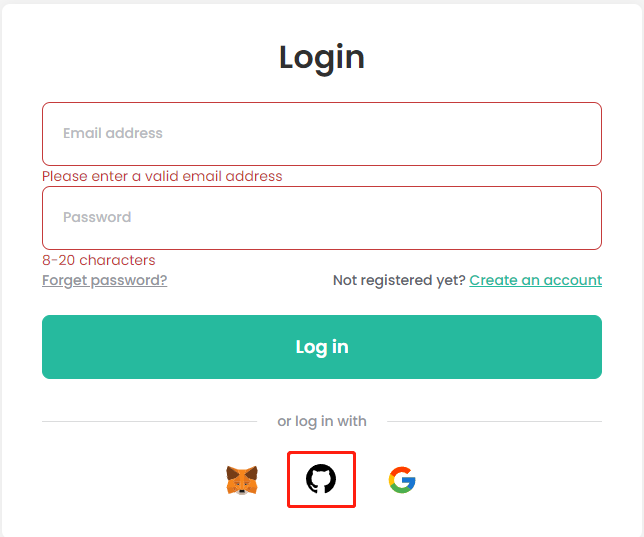 Login
Email address
Please enter a valid email address
Password
8-20 characters
Forget password? Not registered yet? Create an account
Log in
or log in with